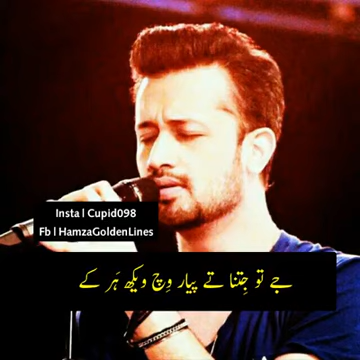 Insta | Cupid098
Fb | HamzaGoldenLines
جے تو جِتنا تے پیار وِچ ویکھ ہَر کے